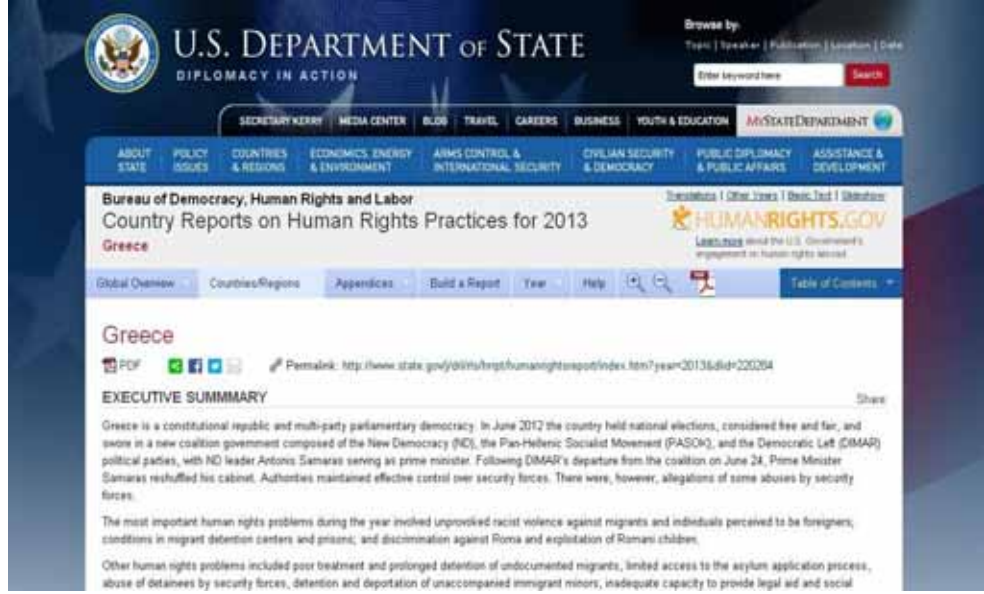 U.S. DEPARTMENT OF STATE
DIPLOMACY IN ACTION
Browse by:
Topic | Speaker | Publication | Location | Date
Enter keyword here Search
SECRETARY KERRY MEDIA CENTER BLOG TRAVEL CAREERS BUSINESS YOUTH & EDUCATION MYSTATEDEPARTMENT
ABOUT STATE POLICY ISSUES COUNTRIES & REGIONS ECONOMICS, ENERGY & ENVIRONMENT ARMS CONTROL & INTERNATIONAL SECURITY CIVILIAN SECURITY & DEMOCRACY PUBLIC DIPLOMACY & PUBLIC AFFAIRS ASSISTANCE & DEVELOPMENT
Bureau of Democracy, Human Rights and Labor
Translations | Other Years | Basic Text | Slideshow
Country Reports on Human Rights Practices for 2013
HUMANRIGHTS.GOV
Greece
Learn more about the U.S. Government's
engagement on human rights abroad.
Global Overview Countries/Regions Appendices Build a Report Year Help PDF Table of Contents
Greece
PDF Permalink: http://www.state.gov/j/drl/rls/hrrpt/humanrightsreport/index.htm?year=2013&dlid=220284
EXECUTIVE SUMMMARY Share
Greece is a constitutional republic and multi-party parliamentary democracy. In June 2012 the country held national elections, considered free and fair, and
swore in a new coalition government composed of the New Democracy (ND), the Pan-Hellenic Socialist Movement (PASOK), and the Democratic Left (DIMAR)
political parties, with ND leader Antonis Samaras serving as prime minister. Following DIMAR's departure from the coalition on June 24, Prime Minister
Samaras reshuffled his cabinet. Authorities maintained effective control over security forces. There were, however, allegations of some abuses by security
forces.
The most important human rights problems during the year involved unprovoked racist violence against migrants and individuals perceived to be foreigners;
conditions in migrant detention centers and prisons; and discrimination against Roma and exploitation of Romani children.
Other human rights problems included poor treatment and prolonged detention of undocumented migrants, limited access to the asylum application process,
abuse of detainees by security forces, detention and deportation of unaccompanied immigrant minors, inadequate capacity to provide legal aid and social